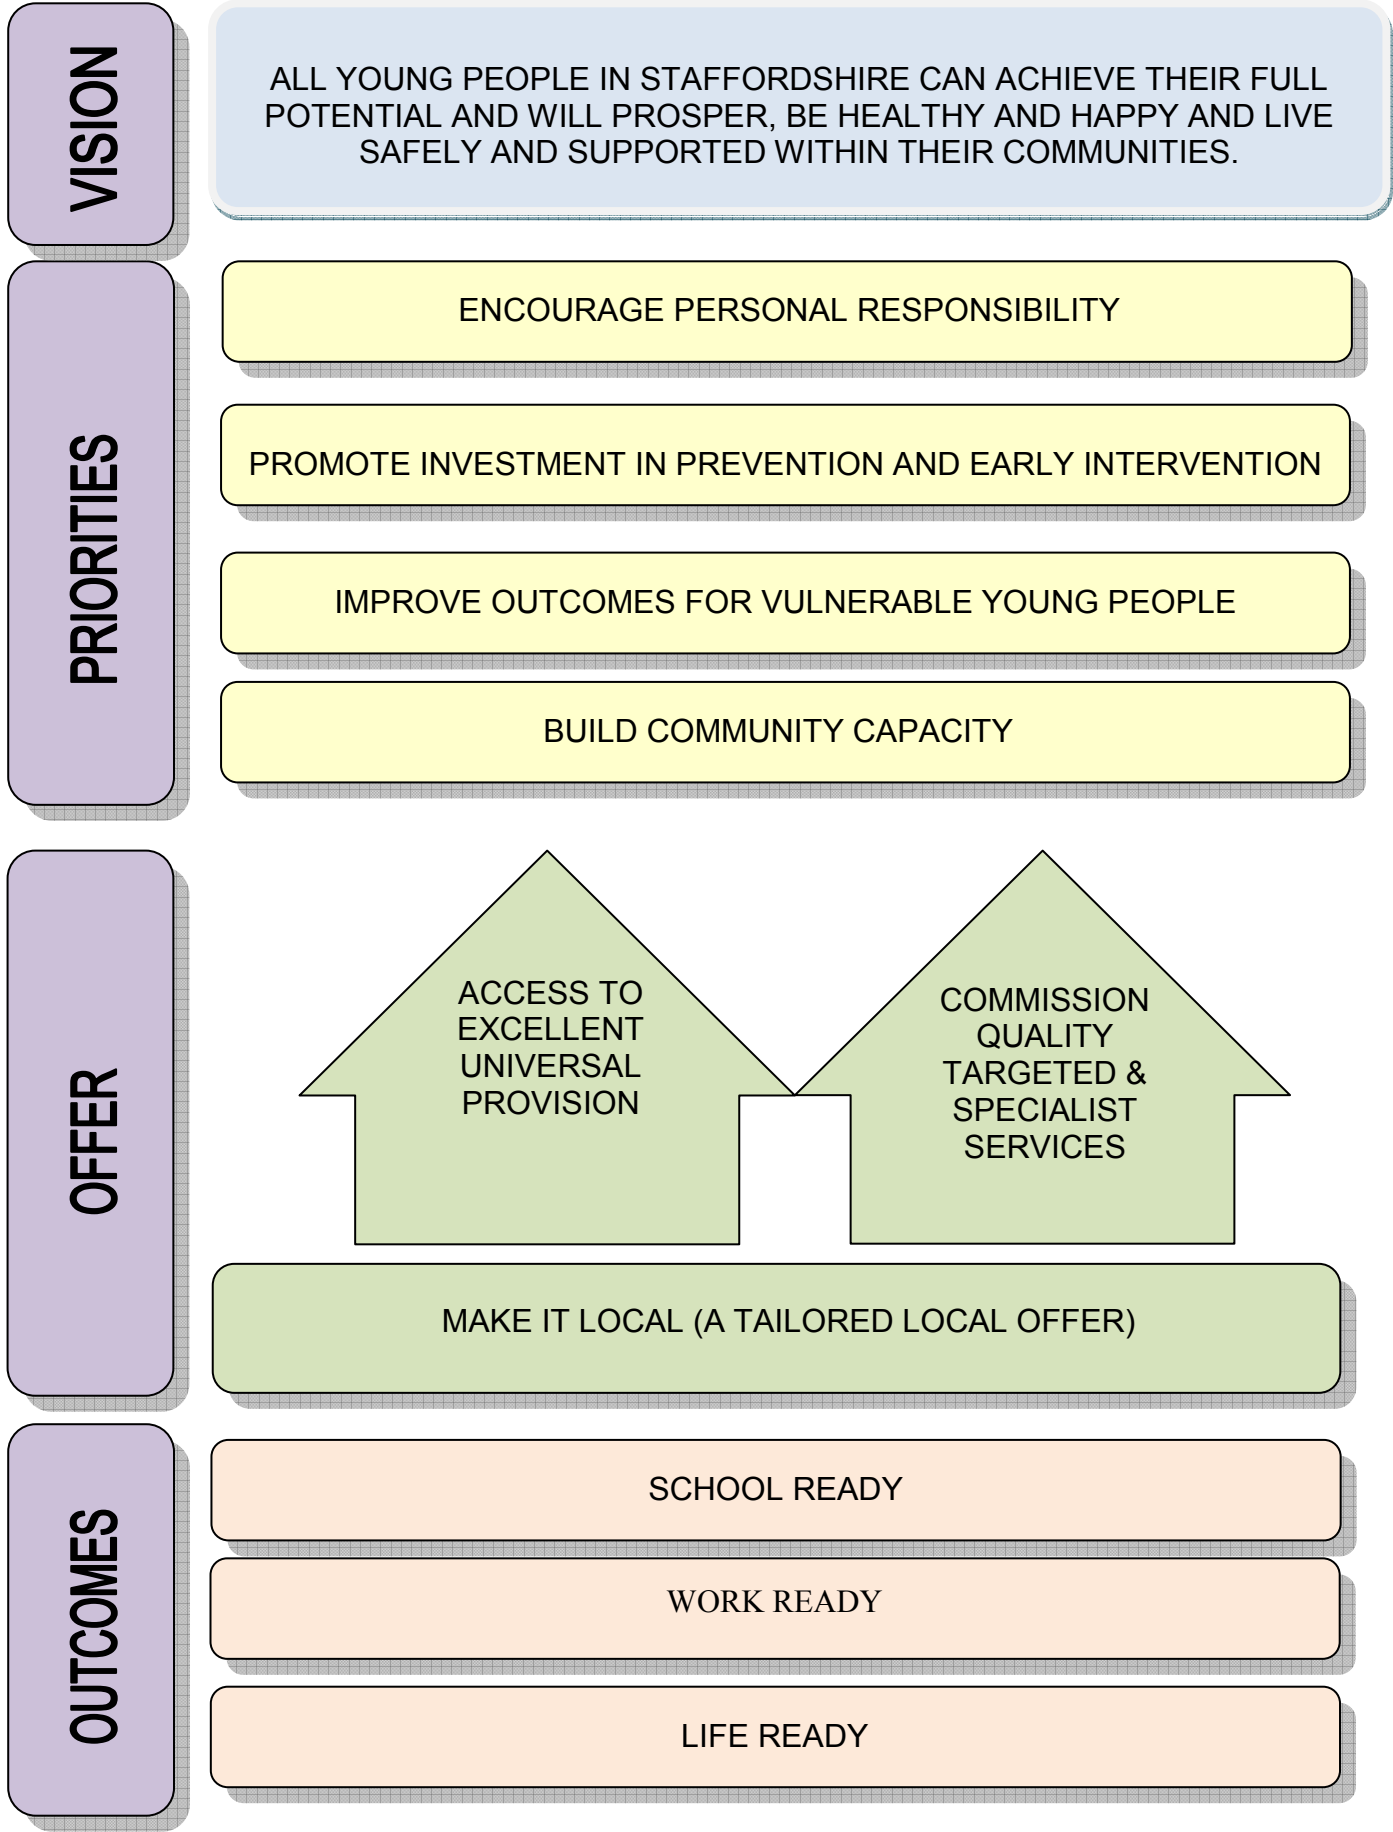 VISION
ALL YOUNG PEOPLE IN STAFFORDSHIRE CAN ACHIEVE THEIR FULL
POTENTIAL AND WILL PROSPER, BE HEALTHY AND HAPPY AND LIVE
SAFELY AND SUPPORTED WITHIN THEIR COMMUNITIES.
PRIORITIES
ENCOURAGE PERSONAL RESPONSIBILITY
PROMOTE INVESTMENT IN PREVENTION AND EARLY INTERVENTION
IMPROVE OUTCOMES FOR VULNERABLE YOUNG PEOPLE
BUILD COMMUNITY CAPACITY
OFFER
ACCESS TO
EXCELLENT
UNIVERSAL
PROVISION
COMMISSION
QUALITY
TARGETED &
SPECIALIST
SERVICES
MAKE IT LOCAL (A TAILORED LOCAL OFFER)
OUTCOMES
SCHOOL READY
WORK READY
LIFE READY